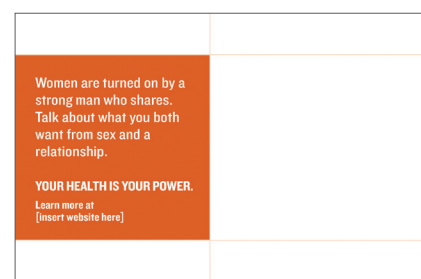 Women are turned on by a
strong man who shares.
Talk about what you both
want from sex and a
relationship.
YOUR HEALTH IS YOUR POWER.
Learn more at
[insert website here]